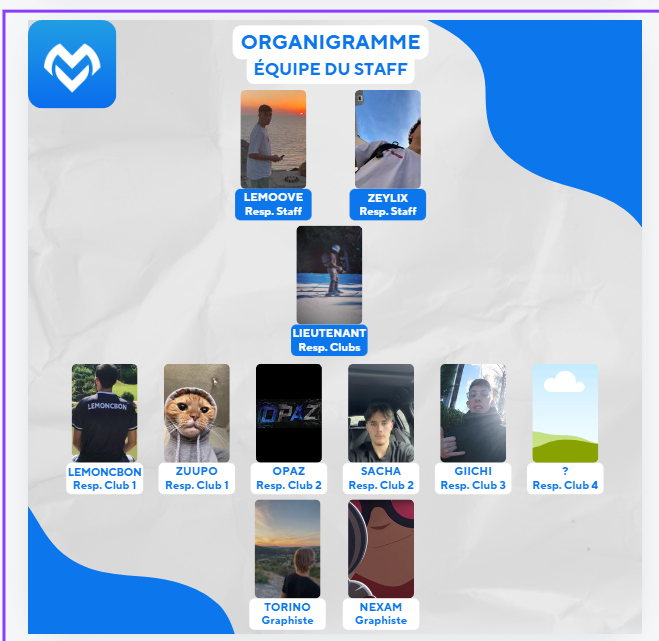 ORGANIGRAMME
ÉQUIPE DU STAFF
LEMOOVE
Resp. Staff
ZEYLIX
Resp. Staff
LIEUTENANT
Resp. Clubs
LEMONCBON
OPAZ
LEMONCBON
Resp. Club 1
ZUUPO
Resp. Club 1
OPAZ
Resp. Club 2
SACHA
Resp. Club 2
GIICHI
Resp. Club 3
?
Resp. Club 4
TORINO
Graphiste
NEXAM
Graphiste